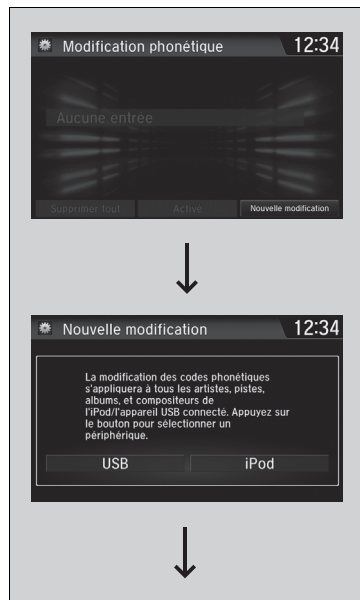 Modification phonétique 12:34
Aucune entrée
Supprimer tout Activé Nouvelle modification
Nouvelle modification 12:34
La modification des codes phonétiques
s'appliquera à tous les artistes, pistes,
albums, et compositeurs de
l'iPod/l'appareil USB connecté. Appuyez sur
le bouton pour sélectionner un
périphérique.
USB iPod